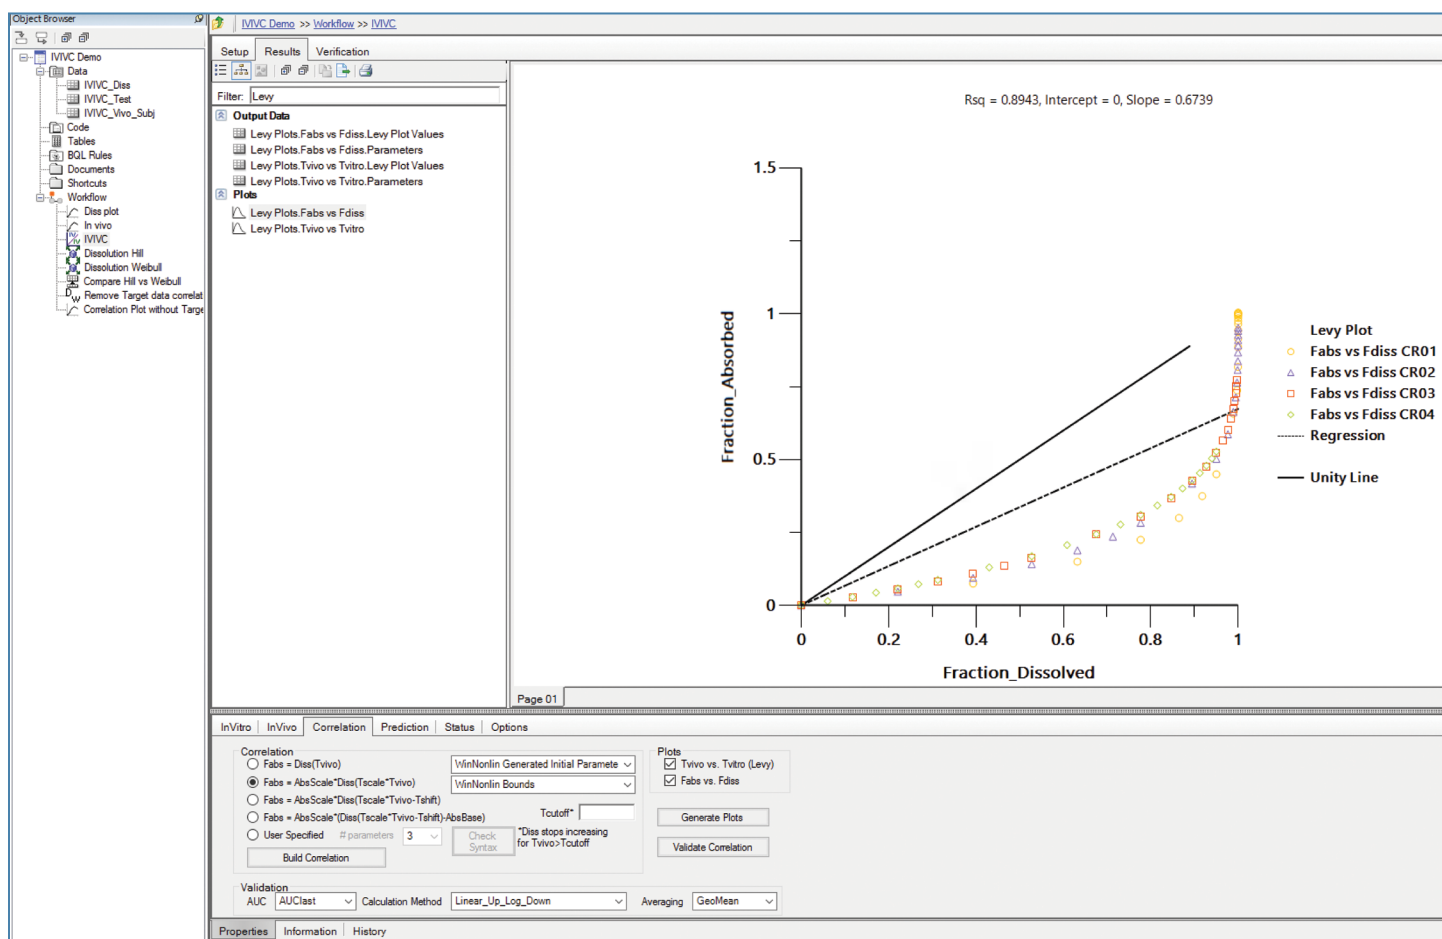 Object Browser
IVIVC Demo
Data
IVIVC_Diss
IVIVC_Test
IVIVC_Vivo_Subj
Code
Tables
BQL Rules
Documents
Shortcuts
Workflow
Diss plot
In vivo
IVIVC
Dissolution Hill
Dissolution Weibull
Compare Hill vs Weibull
Remove Target data correlat
Correlation Plot without Targe
IVIVC Demo >> Workflow >> IVIVC
Setup Results Verification
Filter: Levy
Output Data
Levy Plots.Fabs vs Fdiss.Levy Plot Values
Levy Plots.Fabs vs Fdiss.Parameters
Levy Plots.Tvivo vs Tvitro.Levy Plot Values
Levy Plots.Tvivo vs Tvitro.Parameters
Plots
Levy Plots.Fabs vs Fdiss
Levy Plots.Tvivo vs Tvitro
Rsq = 0.8943, Intercept = 0, Slope = 0.6739
1.5
1
0.5
0
Fraction_Absorbed
0 0.2 0.4 0.6 0.8 1
Fraction_Dissolved
Levy Plot
Fabs vs Fdiss CR01
Fabs vs Fdiss CR02
Fabs vs Fdiss CR03
Fabs vs Fdiss CR04
Regression
Unity Line
Page 01
InVitro InVivo Correlation Prediction Status Options
Correlation
Fabs = Diss(Tvivo)
WinNonlin Generated Initial Paramete
Fabs = AbsScale*Diss(Tscale*Tvivo)
WinNonlin Bounds
Fabs = AbsScale*Diss(Tscale*Tvivo-Tshift)
Fabs = AbsScale*(Diss(Tscale*Tvivo-Tshift)-AbsBase)
Tcutoff*
User Specified # parameters 3
Check
Syntax
*Diss stops increasing
for Tvivo>Tcutoff
Build Correlation
Plots
Tvivo vs. Tvitro (Levy)
Fabs vs. Fdiss
Generate Plots
Validate Correlation
Validation
AUC AUClast Calculation Method Linear_Up_Log_Down Averaging GeoMean
Properties Information History